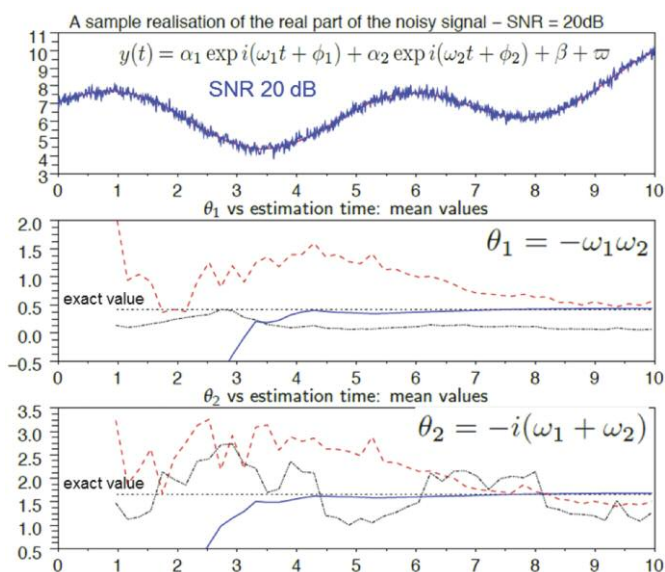 A sample realisation of the real part of the noisy signal – SNR = 20dB
y(t) = α₁ exp i(ω₁t + ϕ₁) + α₂ exp i(ω₂t + ϕ₂) + β + ϖ
SNR 20 dB
11
10
9
8
7
6
5
4
3
0 1 2 3 4 5 6 7 8 9 10
θ₁ vs estimation time: mean values
θ₁ = −ω₁ω₂
exact value
2.0
1.5
1.0
0.5
0.0
−0.5
0 1 2 3 4 5 6 7 8 9 10
θ₂ vs estimation time: mean values
θ₂ = −i(ω₁ + ω₂)
exact value
3.5
3.0
2.5
2.0
1.5
1.0
0.5
0 1 2 3 4 5 6 7 8 9 10